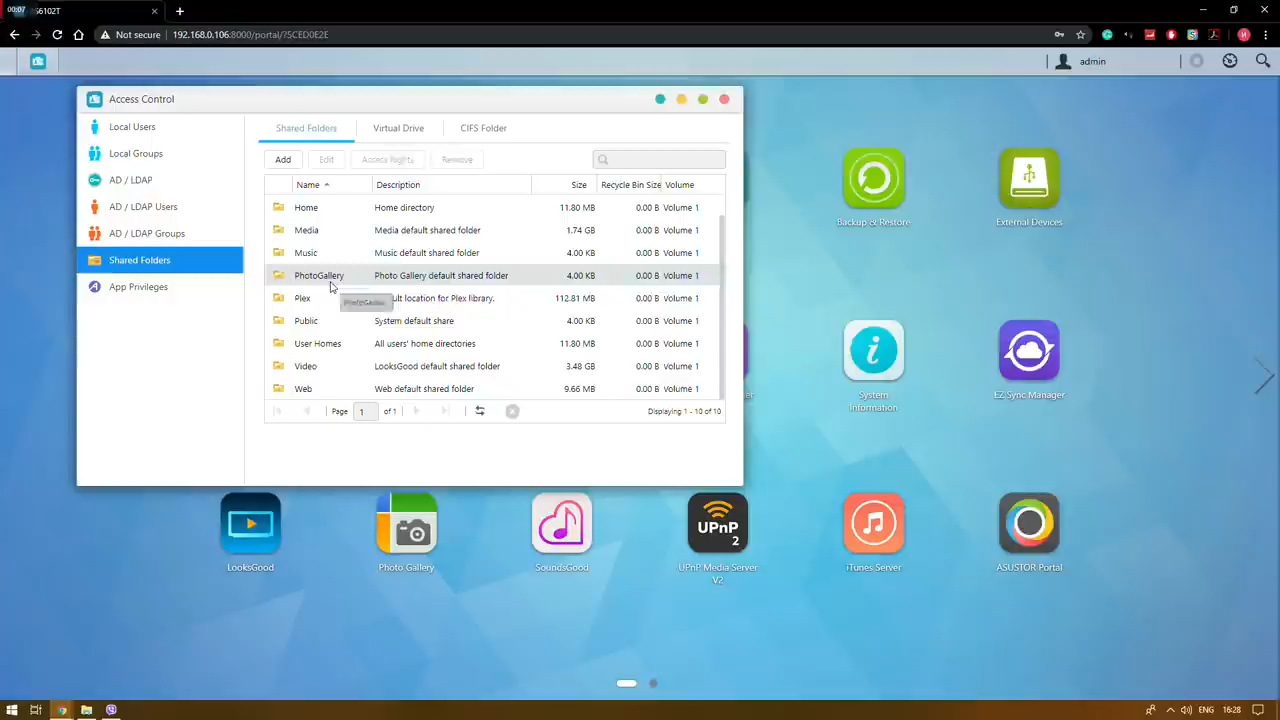 00:07 S6102T
Not secure 192.168.0.106:8000/portal/?5CED0E2E
admin
Access Control
Local Users
Local Groups
AD / LDAP
AD / LDAP Users
AD / LDAP Groups
Shared Folders
App Privileges
Shared Folders Virtual Drive CIFS Folder
Add Edit Access Rights Remove
Name Description Size Recycle Bin Size Volume
Home Home directory 11.80 MB 0.00 B Volume 1
Media Media default shared folder 1.74 GB 0.00 B Volume 1
Music Music default shared folder 4.00 KB 0.00 B Volume 1
PhotoGallery Photo Gallery default shared folder 4.00 KB 0.00 B Volume 1
Plex ult location for Plex library. 112.81 MB 0.00 B Volume 1
PhotoGallery
Public System default share 4.00 KB 0.00 B Volume 1
User Homes All users' home directories 11.80 MB 0.00 B Volume 1
Video LooksGood default shared folder 3.48 GB 0.00 B Volume 1
Web Web default shared folder 9.66 MB 0.00 B Volume 1
Page 1 of 1 Displaying 1 - 10 of 10
Backup & Restore
External Devices
er
System
Information
EZ Sync Manager
LooksGood
Photo Gallery
SoundsGood
UPnP
2
UPnP Media Server
V2
iTunes Server
ASUSTOR Portal
ENG 16:28